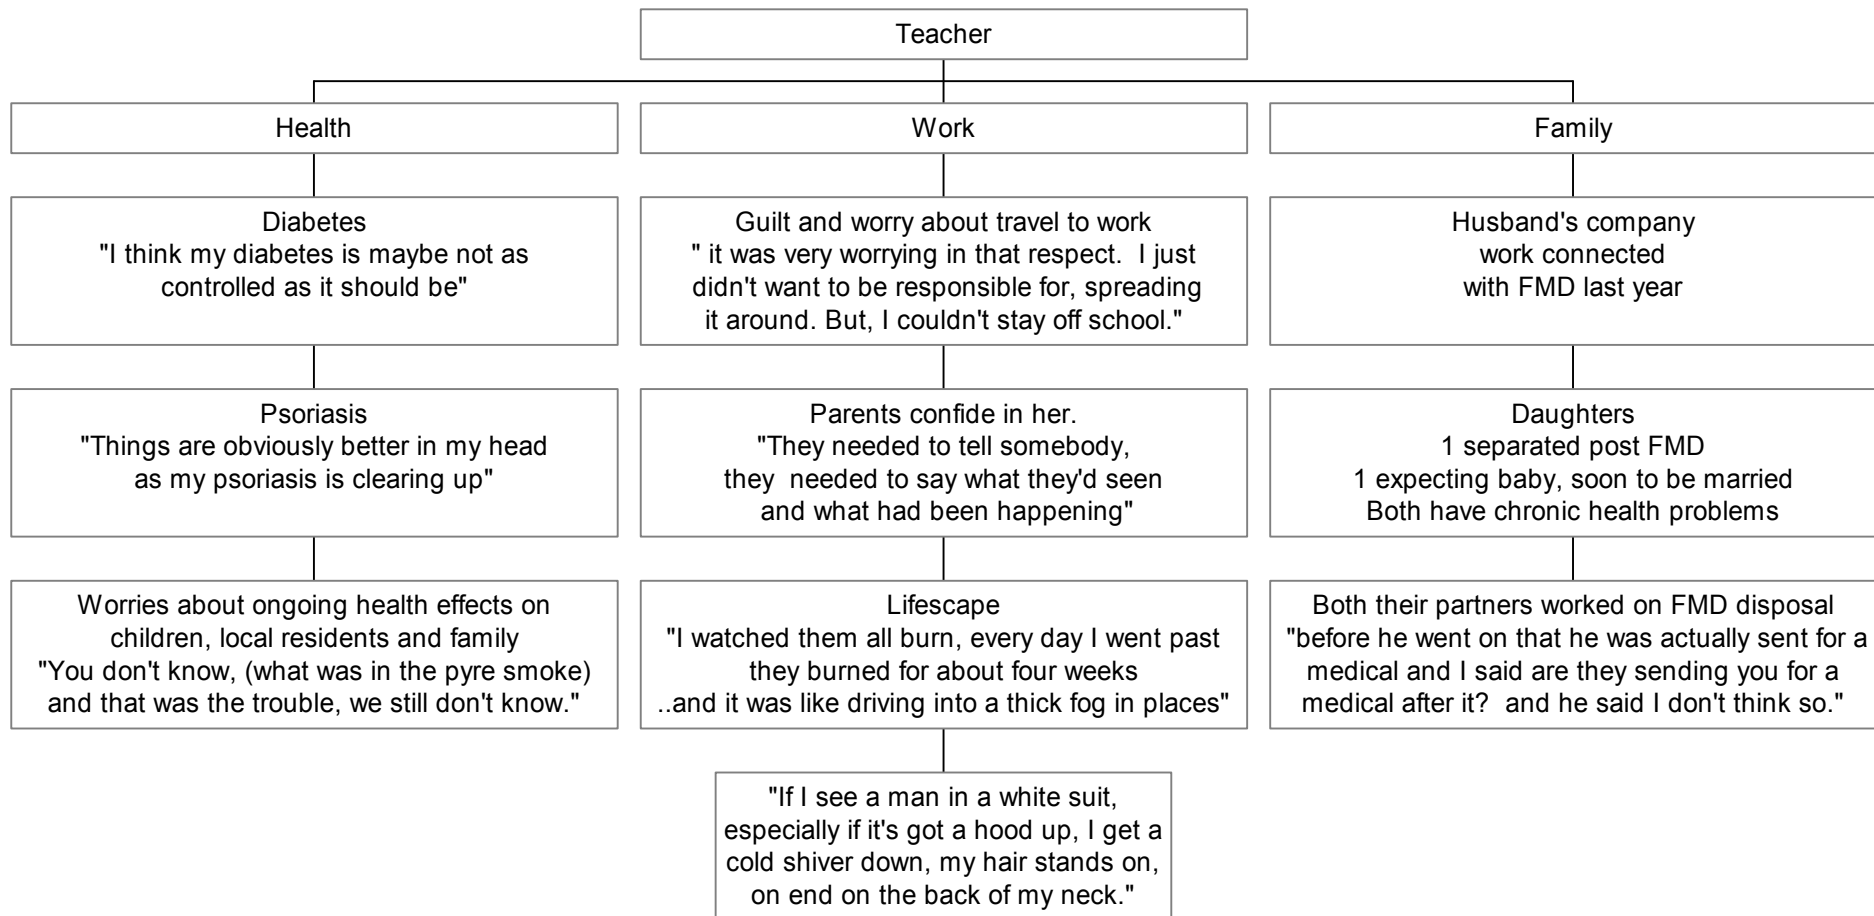 Teacher
Health
Work
Family
Diabetes
"I think my diabetes is maybe not as
controlled as it should be"
Guilt and worry about travel to work
" it was very worrying in that respect.  I just
didn't want to be responsible for, spreading
it around. But, I couldn't stay off school."
Husband's company
work connected
with FMD last year
Psoriasis
"Things are obviously better in my head
as my psoriasis is clearing up"
Parents confide in her.
"They needed to tell somebody,
they  needed to say what they'd seen
and what had been happening"
Daughters
1 separated post FMD
1 expecting baby, soon to be married
Both have chronic health problems
Worries about ongoing health effects on
children, local residents and family
"You don't know, (what was in the pyre smoke)
and that was the trouble, we still don't know."
Lifescape
"I watched them all burn, every day I went past
they burned for about four weeks
..and it was like driving into a thick fog in places"
Both their partners worked on FMD disposal
"before he went on that he was actually sent for a
medical and I said are they sending you for a
medical after it?  and he said I don't think so."
"If I see a man in a white suit,
especially if it's got a hood up, I get a
cold shiver down, my hair stands on,
on end on the back of my neck."